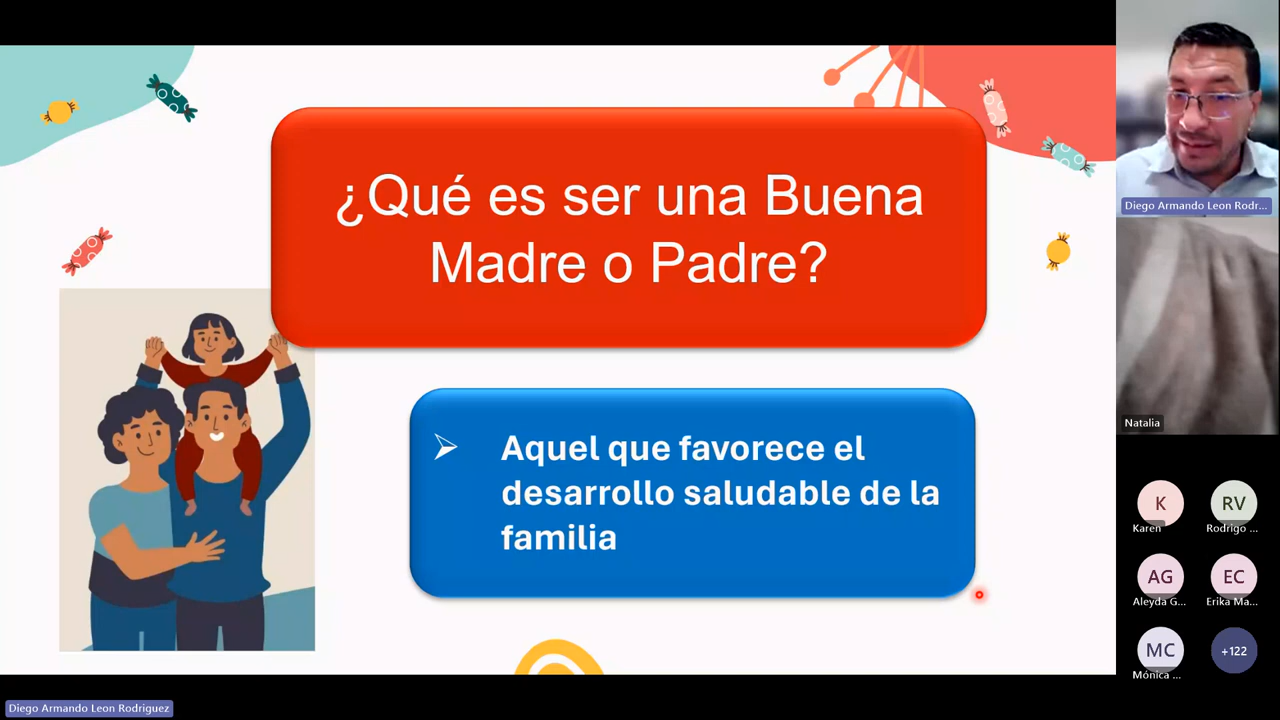 ¿Qué es ser una Buena
Madre o Padre?
➢ Aquel que favorece el
desarrollo saludable de la
familia
Diego Armando Leon Rodr...
Natalia
K
Karen
RV
Rodrigo ...
AG
Aleyda G...
EC
Erika Ma...
MC
Mónica ...
+122
Diego Armando Leon Rodriguez